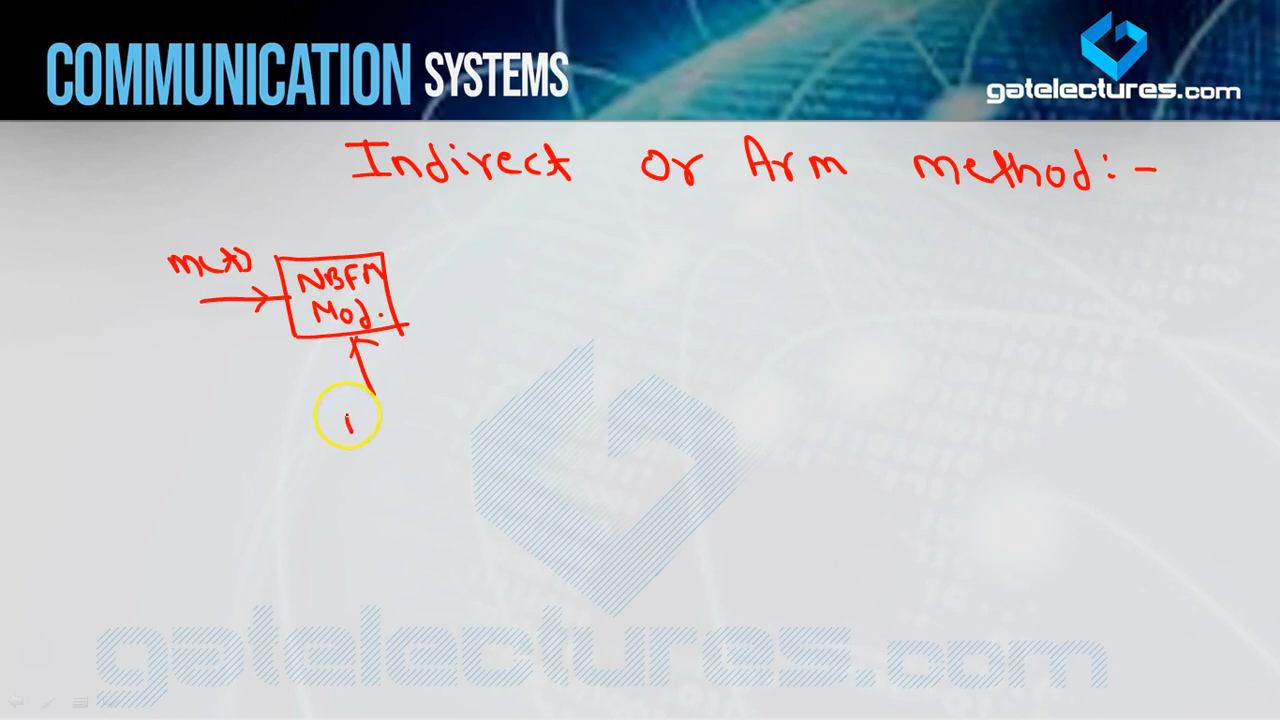 COMMUNICATION SYSTEMS
gatelectures.com
Indirect or Arm method:-
m(t)
NBFM
Mod.
gatelectures.com